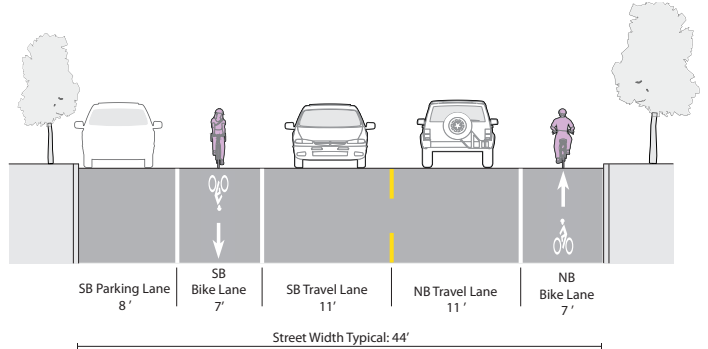 SB Parking Lane
8 ′
SB
Bike Lane
7′
SB Travel Lane
11′
NB Travel Lane
11 ′
NB
Bike Lane
7 ′
Street Width Typical: 44′